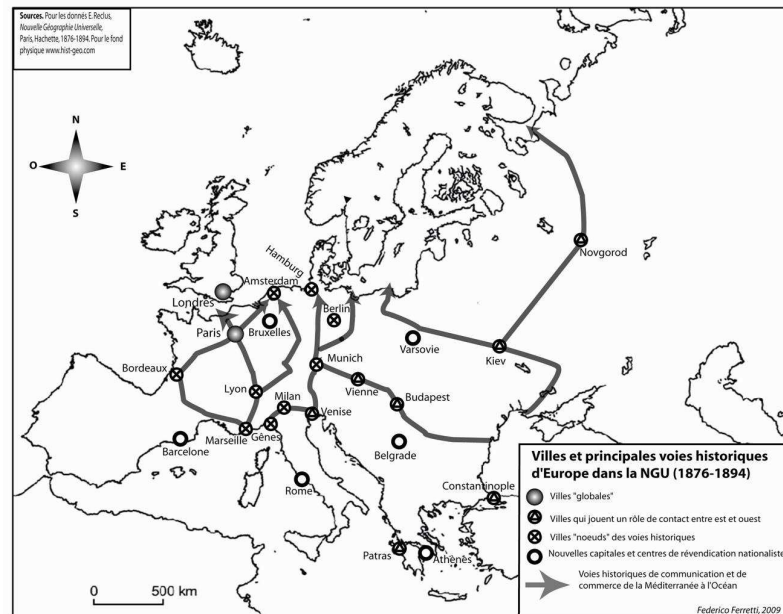 Sources. Pour les donnés E.Reclus,
Nouvelle Géographie Universelle,
Paris, Hachette, 1876-1894. Pour le fond
physique www.hist-geo.com
N
O
E
S
Novgorod
Hamburg
Amsterdam
Londres
Berlin
Paris
Bruxelles
Varsovie
Kiev
Munich
Bordeaux
Vienne
Lyon
Budapest
Milan
Venise
Marseille
Gênes
Barcelone
Belgrade
Rome
Constantinople
Patras
Athènes
0 500 km
Villes et principales voies historiques
d'Europe dans la NGU (1876-1894)
Villes "globales"
Villes qui jouent un rôle de contact entre est et ouest
Villes "noeuds" des voies historiques
Nouvelles capitales et centres de révendication nationaliste
Voies historiques de communication et de
commerce de la Méditerranée à l'Océan
Federico Ferretti, 2009